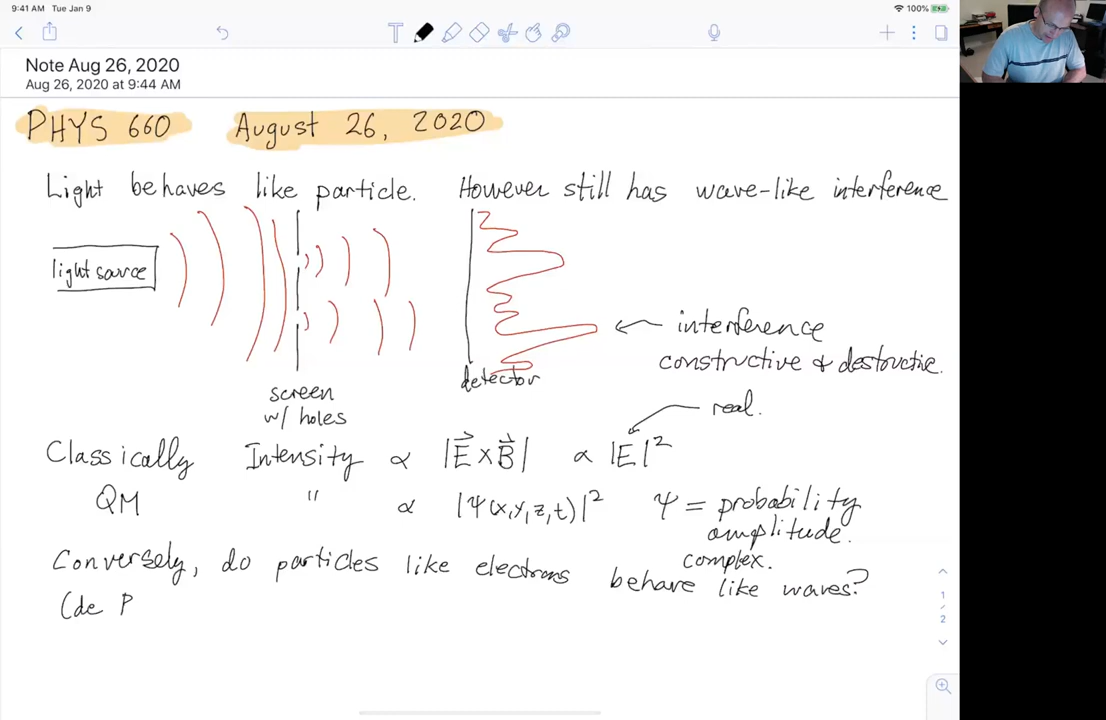 9:41 AM Tue Jan 9
100%
Note Aug 26, 2020
Aug 26, 2020 at 9:44 AM
PHYS 660 August 26, 2020
Light behaves like particle. However still has wave-like interference
light source
interference
constructive & destructive.
detector
screen
w/ holes
real.
Classically Intensity ∝ |E⃗ × B⃗| ∝ |E|²
QM " ∝ |Ψ(x,y,z,t)|² Ψ = probability
amplitude.
complex.
Conversely, do particles like electrons behave like waves?
(de P
1
/
2